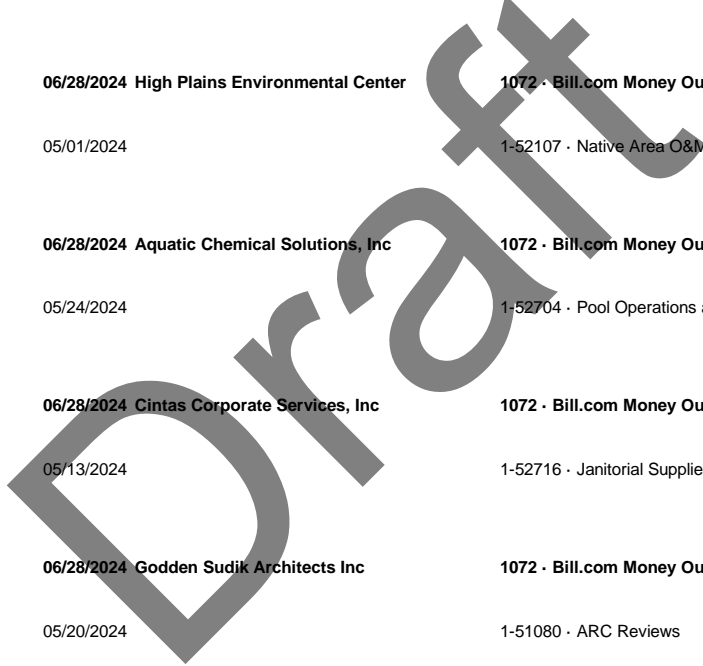 06/28/2024 High Plains Environmental Center 1072 · Bill.com Money Ou
05/01/2024 1-52107 · Native Area O&M
06/28/2024 Aquatic Chemical Solutions, Inc 1072 · Bill.com Money Ou
05/24/2024 1-52704 · Pool Operations a
06/28/2024 Cintas Corporate Services, Inc 1072 · Bill.com Money Ou
05/13/2024 1-52716 · Janitorial Supplie
06/28/2024 Godden Sudik Architects Inc 1072 · Bill.com Money Ou
05/20/2024 1-51080 · ARC Reviews
Draft